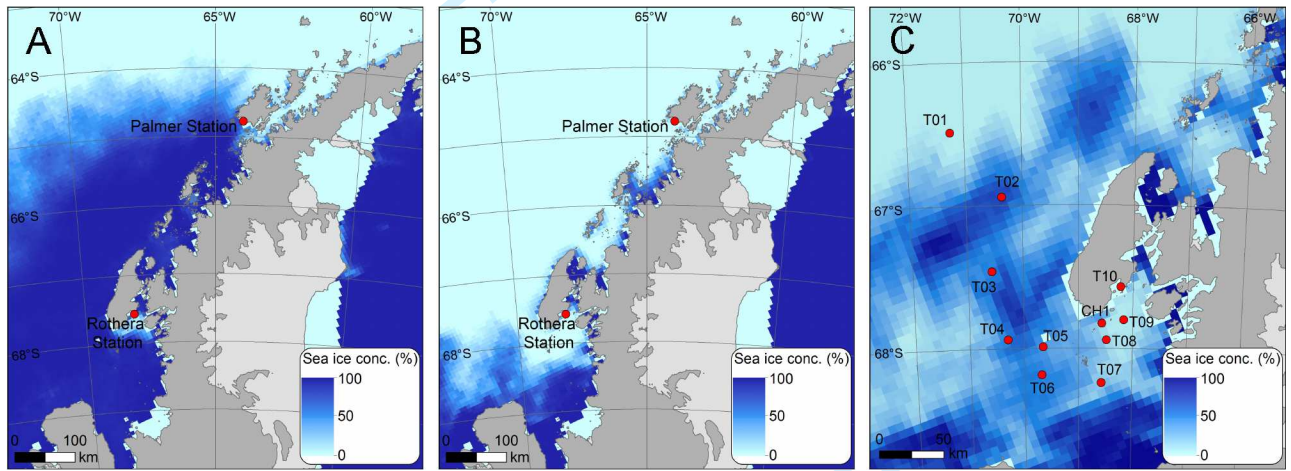 A
70°W
65°W
60°W
64°S
66°S
68°S
Palmer Station
Rothera
Station
Sea ice conc. (%)
100
50
0
0 100
km
B
70°W
65°W
60°W
64°S
66°S
68°S
Palmer Station
Rothera
Station
Sea ice conc. (%)
100
50
0
0 100
km
C
72°W
70°W
68°W
66°W
66°S
67°S
68°S
T01
T02
T03
T04
T05
T06
T07
T08
T09
T10
CH1
Sea ice conc. (%)
100
50
0
0 50
km